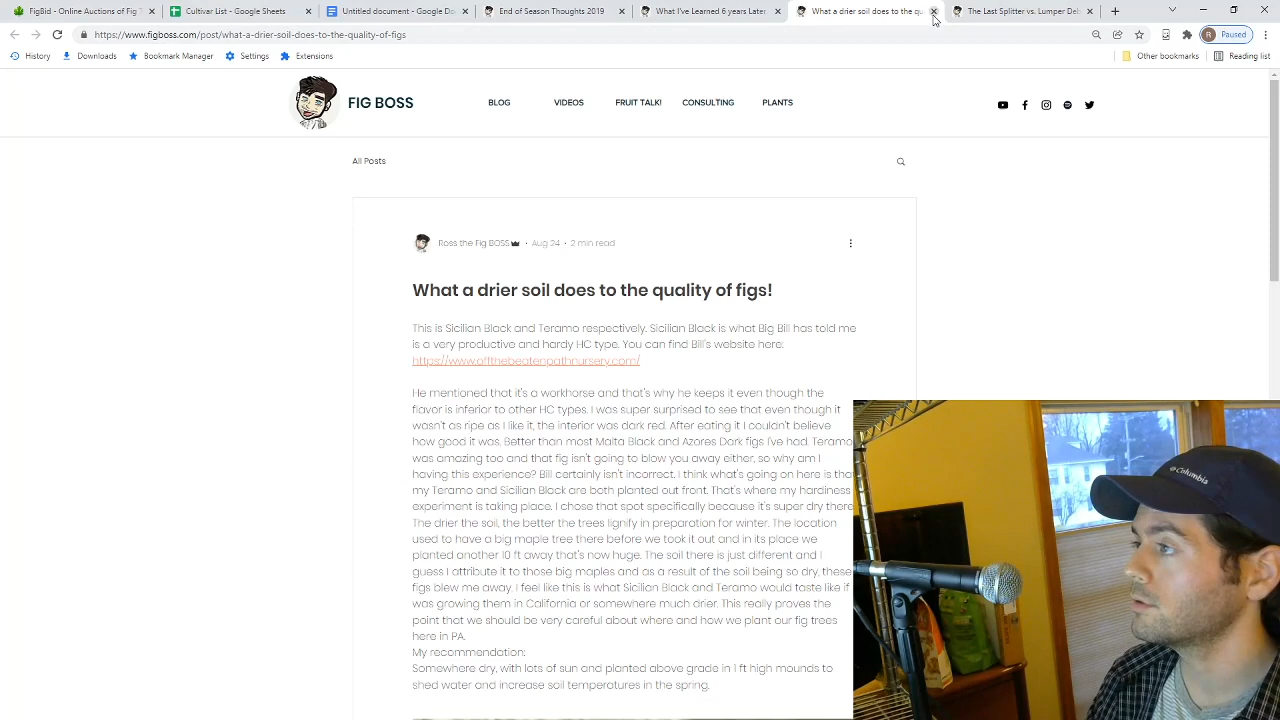 FigBid - Online Auctions of Fig T
Cultivar List - Google Sheets
Untitled document - Google Do
End of Season Thoughts 2019
What I've Learned 6 years Later
What a drier soil does to the qu
The Last Splitter vs. Lumper Deb
https://www.figboss.com/post/what-a-drier-soil-does-to-the-quality-of-figs
R Paused
History
Downloads
Bookmark Manager
Settings
Extensions
Other bookmarks
Reading list
FIG BOSS
BLOG
VIDEOS
FRUIT TALK!
CONSULTING
PLANTS
All Posts
Ross the Fig BOSS · Aug 24 · 2 min read
What a drier soil does to the quality of figs!
This is Sicilian Black and Teramo respectively. Sicilian Black is what Big Bill has told me
is a very productive and hardy HC type. You can find Bill's website here:
https://www.offthebeatenpathnursery.com/
He mentioned that it's a workhorse and that's why he keeps it even though the
flavor is inferior to other HC types. I was super surprised to see that even though it
wasn't as ripe as I like it, the interior was dark red. After eating it I couldn't believe
how good it was. Better than most Malta Black and Azores Dark figs I've had. Teramo
was amazing too and that fig isn't going to blow you away either, so why am I
having this experience? Bill certainly isn't incorrect. I think what's going on here is tha
my Teramo and Sicilian Black are both planted out front. That's where my hardiness
experiment is taking place. I chose that spot specifically because it's super dry there
The drier the soil, the better the trees lignify in preparation for winter. The location
used to have a big maple tree there before we took it out and in its place we
planted another 10 ft away that's now huge. The soil there is just different and I
guess I attribute it to those big maples and as a result of the soil being so dry, these
figs blew me away. I feel like this is what Sicilian Black and Teramo would taste like if
was growing them in California or somewhere much drier. This really proves the
point that we should be very careful about where and how we plant our fig trees
here in PA.
My recommendation:
Somewhere dry, with lots of sun and planted above grade in 1 ft high mounds to
shed water and increase soil temperatures in the spring.
Columbia